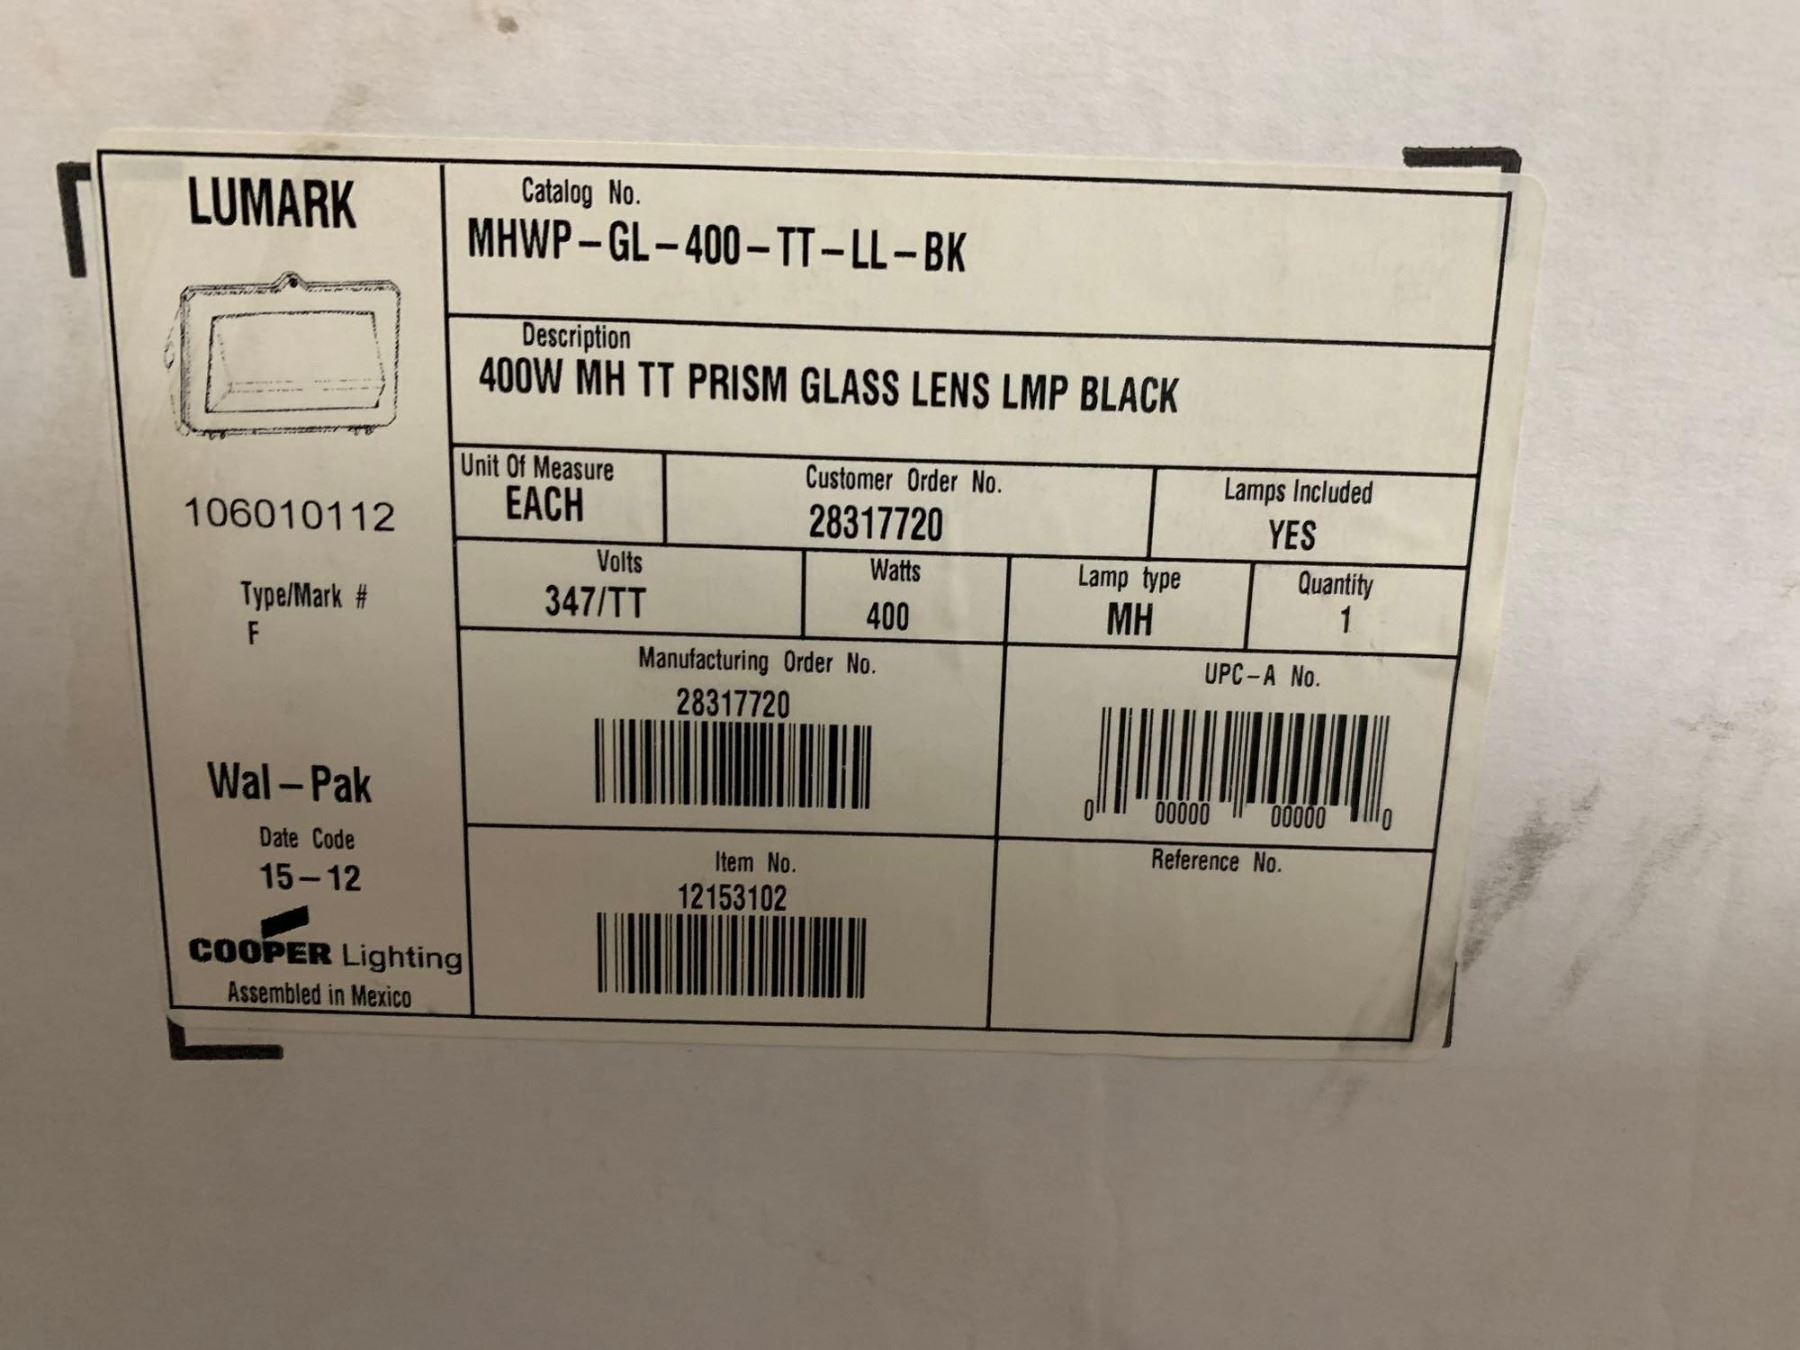 LUMARK
106010112
Type/Mark #
F
Wal-Pak
Date Code
15-12
COOPER Lighting
Assembled in Mexico
Catalog No.
MHWP-GL-400-TT-LL-BK
Description
400W MH TT PRISM GLASS LENS LMP BLACK
Unit Of Measure
EACH
Customer Order No.
28317720
Lamps Included
YES
Volts
347/TT
Watts
400
Lamp type
MH
Quantity
1
Manufacturing Order No.
28317720
UPC-A No.
0 00000 00000 0
Item No.
12153102
Reference No.